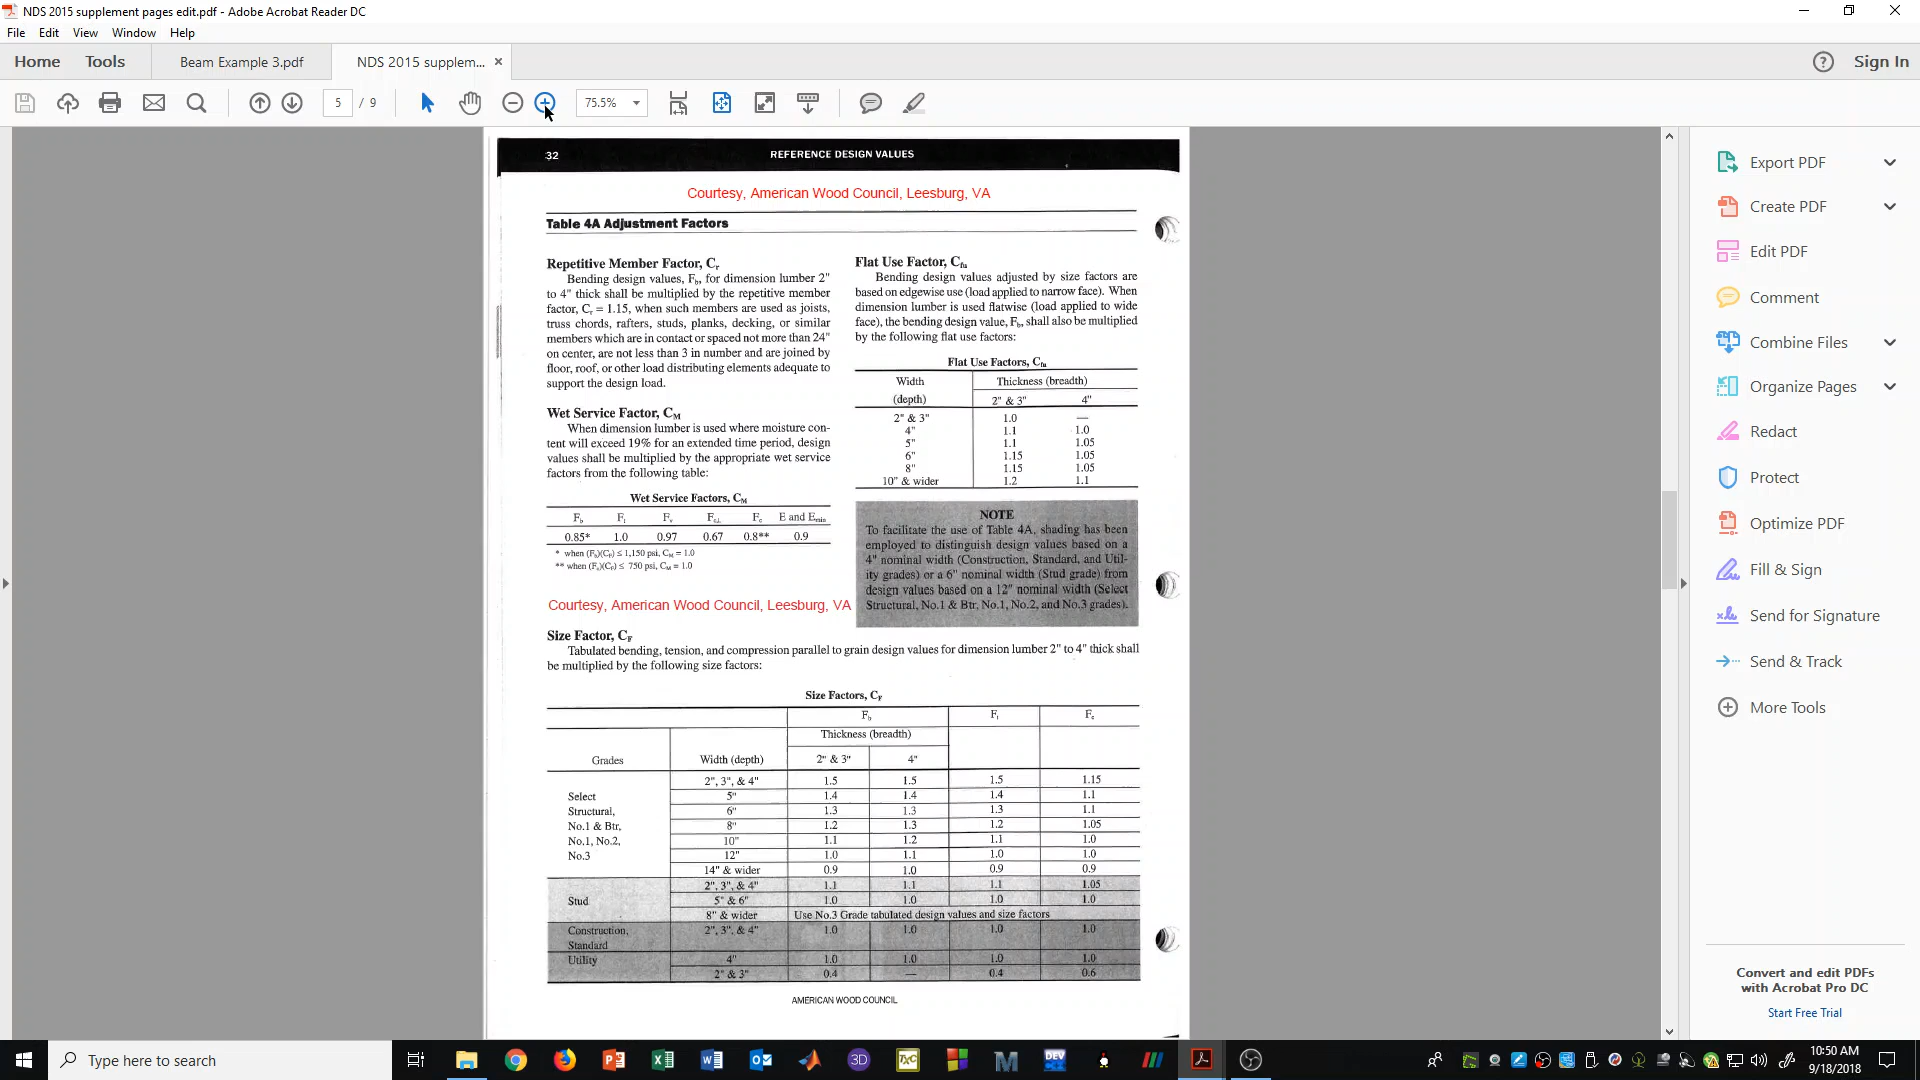 NDS 2015 supplement pages edit.pdf - Adobe Acrobat Reader DC
File Edit View Window Help
Home Tools Beam Example 3.pdf NDS 2015 supplem... × Sign In
5 / 9 75.5%
32 REFERENCE DESIGN VALUES
Courtesy, American Wood Council, Leesburg, VA
Table 4A Adjustment Factors
Repetitive Member Factor, Cr
Bending design values, Fb, for dimension lumber 2"
to 4" thick shall be multiplied by the repetitive member
factor, Cr = 1.15, when such members are used as joists,
truss chords, rafters, studs, planks, decking, or similar
members which are in contact or spaced not more than 24"
on center, are not less than 3 in number and are joined by
floor, roof, or other load distributing elements adequate to
support the design load.
Wet Service Factor, CM
When dimension lumber is used where moisture con-
tent will exceed 19% for an extended time period, design
values shall be multiplied by the appropriate wet service
factors from the following table:
Wet Service Factors, CM
Fb Ft Fv Fc⊥ Fc E and Emin
0.85* 1.0 0.97 0.67 0.8** 0.9
* when (Fb)(CF) ≤ 1,150 psi, CM = 1.0
** when (Fc)(CF) ≤ 750 psi, CM = 1.0
Courtesy, American Wood Council, Leesburg, VA
Flat Use Factor, Cfu
Bending design values adjusted by size factors are
based on edgewise use (load applied to narrow face). When
dimension lumber is used flatwise (load applied to wide
face), the bending design value, Fb, shall also be multiplied
by the following flat use factors:
Flat Use Factors, Cfu
Width Thickness (breadth)
(depth) 2" & 3" 4"
2" & 3" 1.0 —
4" 1.1 1.0
5" 1.1 1.05
6" 1.15 1.05
8" 1.15 1.05
10" & wider 1.2 1.1
NOTE
To facilitate the use of Table 4A, shading has been
employed to distinguish design values based on a
4" nominal width (Construction, Standard, and Util-
ity grades) or a 6" nominal width (Stud grade) from
design values based on a 12" nominal width (Select
Structural, No.1 & Btr, No.1, No.2, and No.3 grades).
Size Factor, CF
Tabulated bending, tension, and compression parallel to grain design values for dimension lumber 2" to 4" thick shall
be multiplied by the following size factors:
Size Factors, CF
Fb Ft Fc
Thickness (breadth)
Grades Width (depth) 2" & 3" 4"
2", 3", & 4" 1.5 1.5 1.5 1.15
Select 5" 1.4 1.4 1.4 1.1
Structural, 6" 1.3 1.3 1.3 1.1
No.1 & Btr, 8" 1.2 1.3 1.2 1.05
No.1, No.2, 10" 1.1 1.2 1.1 1.0
No.3 12" 1.0 1.1 1.0 1.0
14" & wider 0.9 1.0 0.9 0.9
2", 3", & 4" 1.1 1.1 1.1 1.05
Stud 5" & 6" 1.0 1.0 1.0 1.0
8" & wider Use No.3 Grade tabulated design values and size factors
Construction, 2", 3", & 4" 1.0 1.0 1.0 1.0
Standard
Utility 4" 1.0 1.0 1.0 1.0
2" & 3" 0.4 — 0.4 0.6
AMERICAN WOOD COUNCIL
Export PDF
Create PDF
Edit PDF
Comment
Combine Files
Organize Pages
Redact
Protect
Optimize PDF
Fill & Sign
Send for Signature
Send & Track
More Tools
Convert and edit PDFs
with Acrobat Pro DC
Start Free Trial
Type here to search
3D
TXC
DEV
10:50 AM
9/18/2018